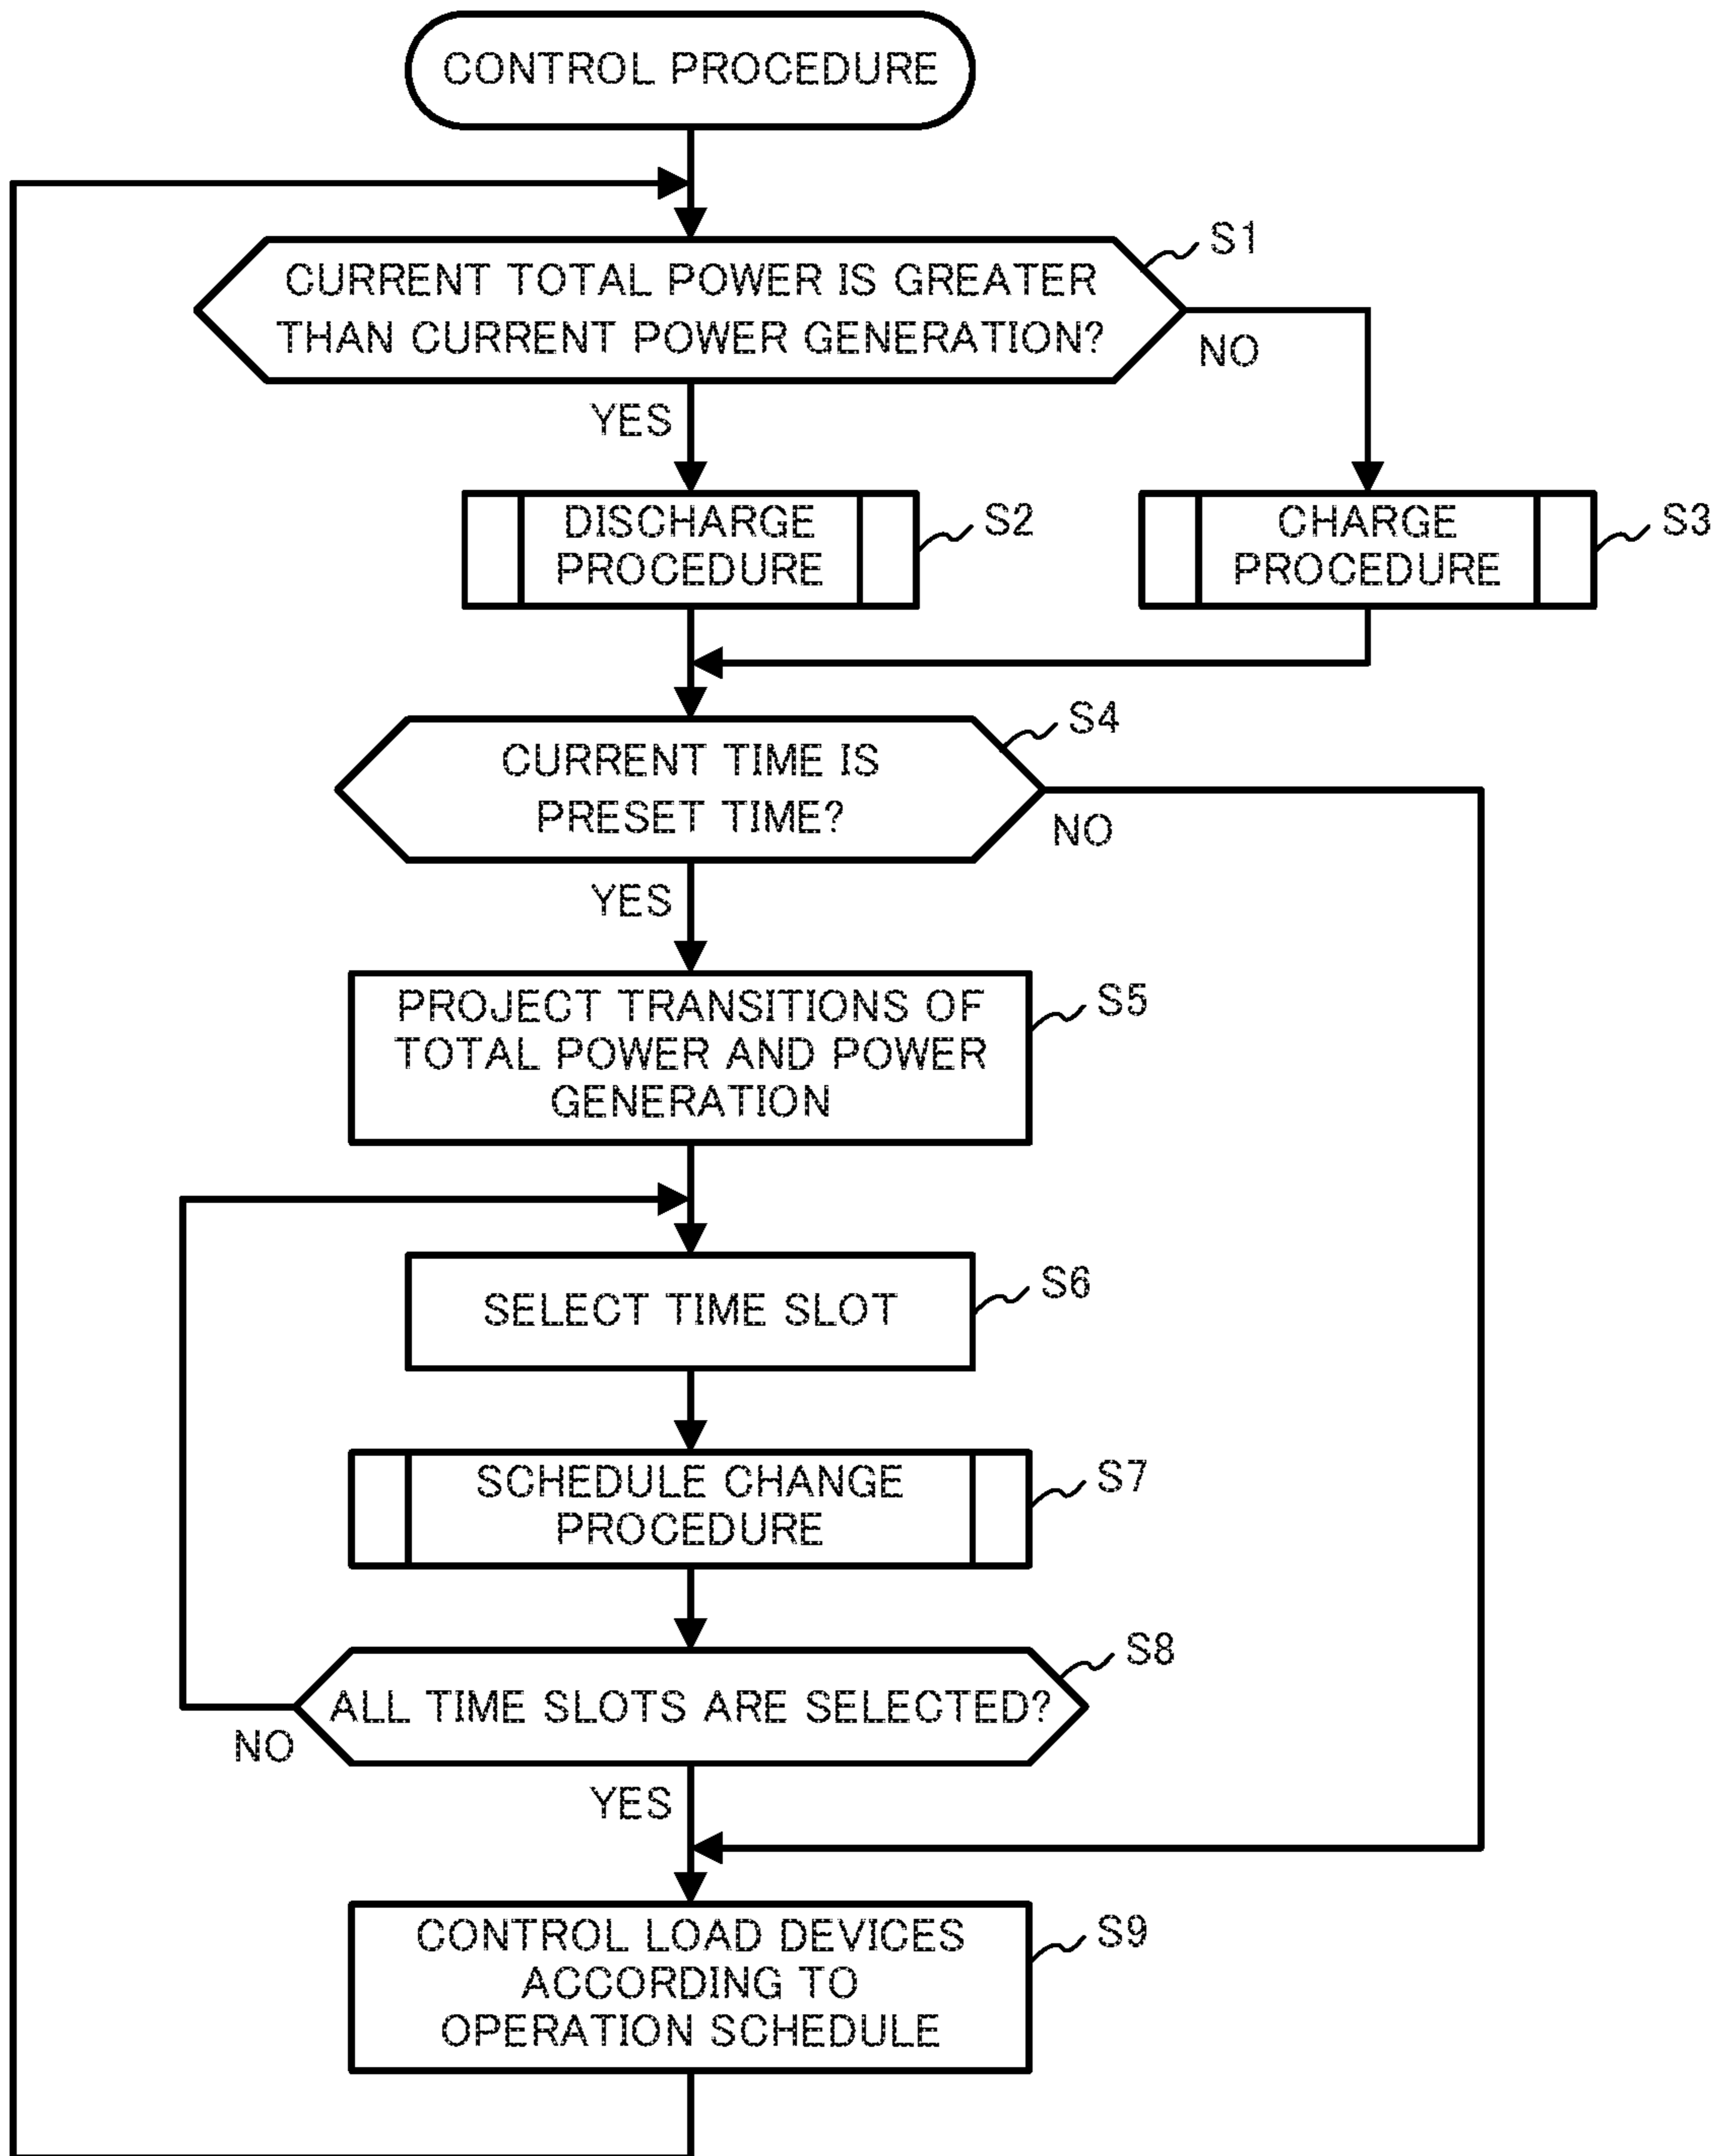 CONTROL PROCEDURE
S1
CURRENT TOTAL POWER IS GREATER
THAN CURRENT POWER GENERATION?
NO
YES
DISCHARGE
PROCEDURE
S2
CHARGE
PROCEDURE
S3
S4
CURRENT TIME IS
PRESET TIME?
NO
YES
PROJECT TRANSITIONS OF
TOTAL POWER AND POWER
GENERATION
S5
SELECT TIME SLOT
S6
SCHEDULE CHANGE
PROCEDURE
S7
S8
ALL TIME SLOTS ARE SELECTED?
NO
YES
CONTROL LOAD DEVICES
ACCORDING TO
OPERATION SCHEDULE
S9